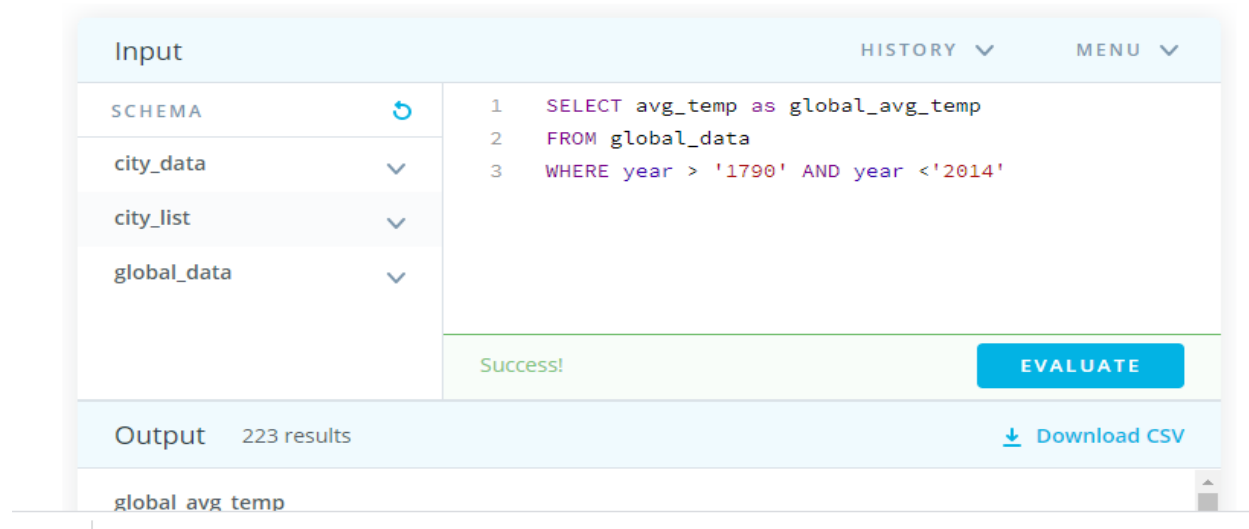 Input
HISTORY
MENU
SCHEMA
city_data
city_list
global_data
1 SELECT avg_temp as global_avg_temp
2 FROM global_data
3 WHERE year > '1790' AND year <'2014'
Success!
EVALUATE
Output 223 results
Download CSV
global_avg_temp